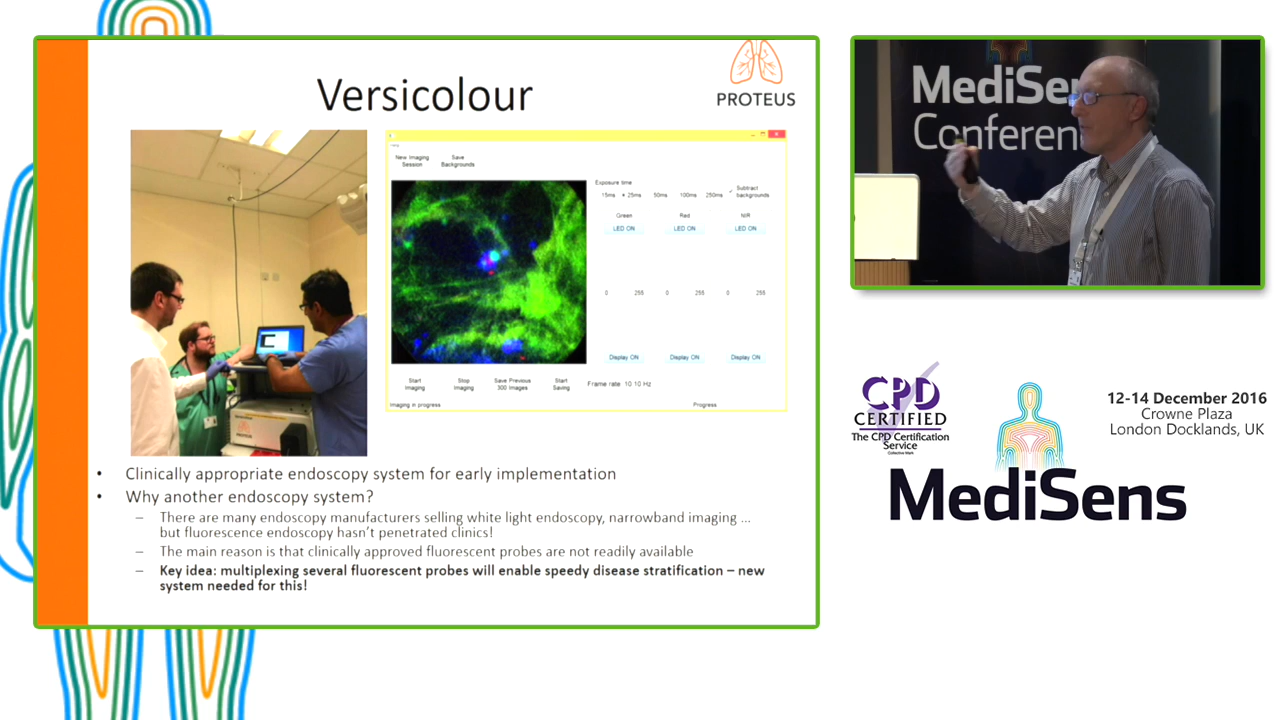 Versicolour
PROTEUS
New Imaging
Session
Save
Backgrounds
Exposure time
15ms
25ms
50ms
100ms
250ms
Subtract
backgrounds
Green
Red
NIR
LED ON
LED ON
LED ON
0
255
0
255
0
255
Display ON
Display ON
Display ON
Start
Imaging
Stop
Imaging
Save Previous
300 Images
Start
Saving
Frame rate 10 10 Hz
Imaging in progress
Progress
• Clinically appropriate endoscopy system for early implementation
• Why another endoscopy system?
– There are many endoscopy manufacturers selling white light endoscopy, narrowband imaging ...
but fluorescence endoscopy hasn't penetrated clinics!
– The main reason is that clinically approved fluorescent probes are not readily available
– Key idea: multiplexing several fluorescent probes will enable speedy disease stratification – new
system needed for this!
MediSen
Conferen
CPD
CERTIFIED
The CPD Certification
Service
Collective Mark
12-14 December 2016
Crowne Plaza
London Docklands, UK
MediSens